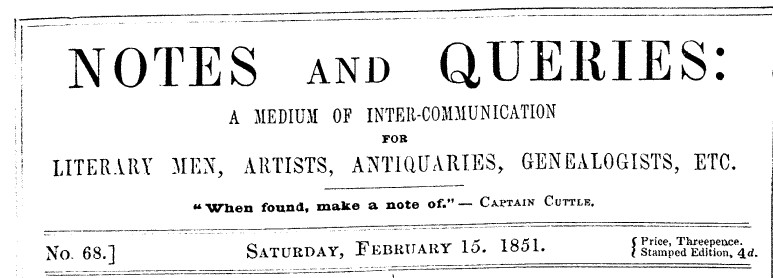 NOTES AND QUERIES:
A MEDIUM OF INTER-COMMUNICATION
FOR
LITERARY MEN, ARTISTS, ANTIQUARIES, GENEALOGISTS, ETC.
"When found, make a note of." — CAPTAIN CUTTLE.
No. 68.] SATURDAY, FEBRUARY 15. 1851. { Price, Threepence.
{ Stamped Edition, 4d.